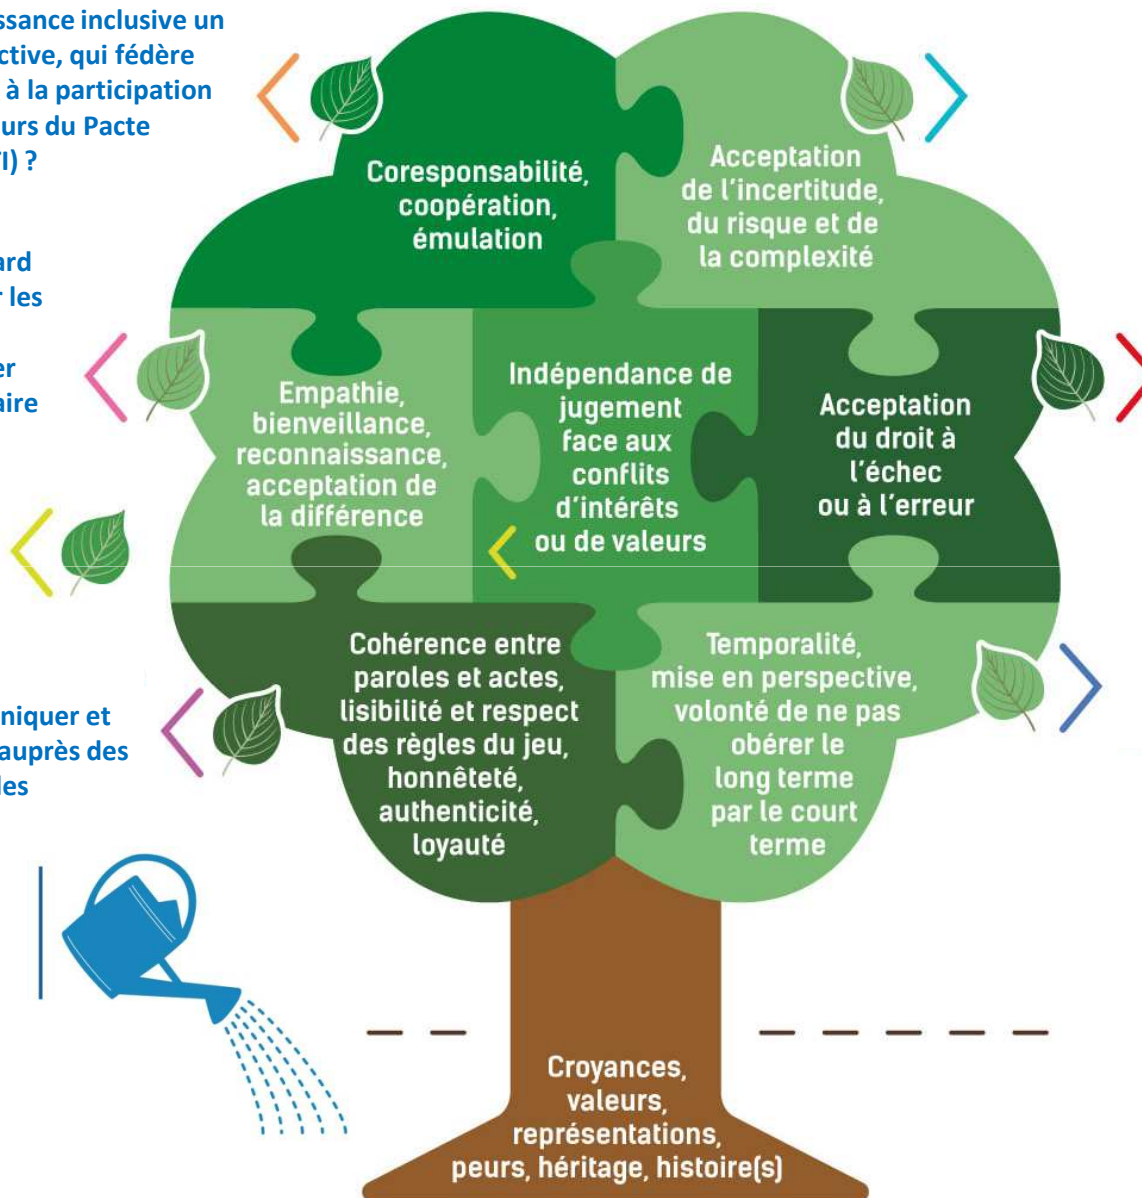 ssance inclusive un
ctive, qui fédère
à la participation
urs du Pacte
I) ?
ard
r les
er
aire
niquer et
auprès des
les
Coresponsabilité,
coopération,
émulation
Acceptation
de l'incertitude,
du risque et de
la complexité
Empathie,
bienveillance,
reconnaissance,
acceptation de
la différence
Indépendance de
jugement
face aux
conflits
d'intérêts
ou de valeurs
Acceptation
du droit à
l'échec
ou à l'erreur
Cohérence entre
paroles et actes,
lisibilité et respect
des règles du jeu,
honnêteté,
authenticité,
loyauté
Temporalité,
mise en perspective,
volonté de ne pas
obérer le
long terme
par le court
terme
Croyances,
valeurs,
représentations,
peurs, héritage, histoire(s)